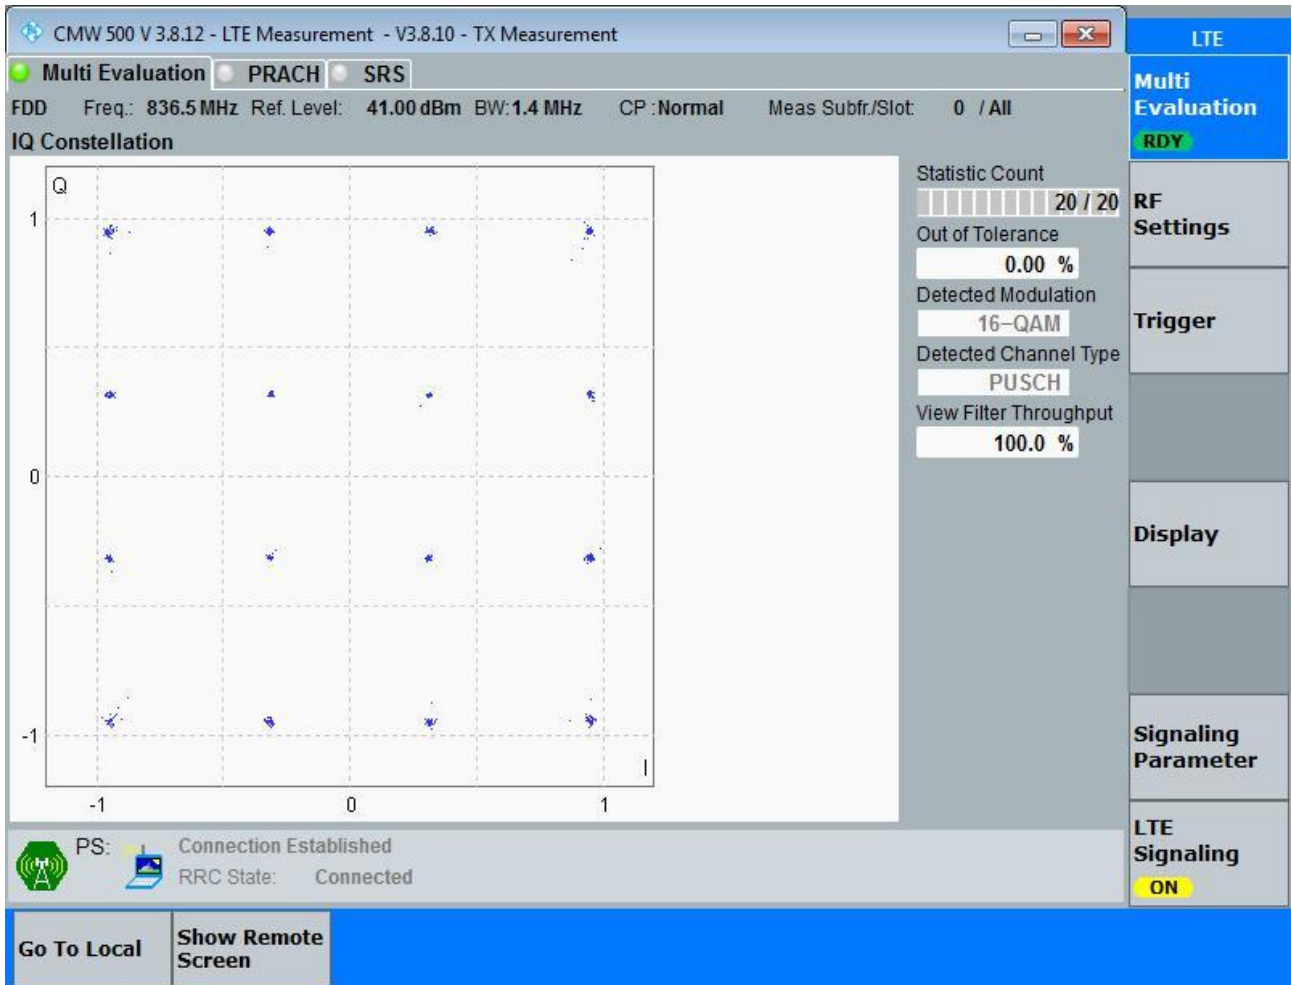 CMW 500 V 3.8.12 - LTE Measurement - V3.8.10 - TX Measurement
Multi Evaluation PRACH SRS
FDD Freq.: 836.5 MHz Ref. Level: 41.00 dBm BW: 1.4 MHz CP : Normal Meas Subfr./Slot: 0 / All
IQ Constellation
Q
1
0
-1
I
-1 0 1
Statistic Count
20 / 20
Out of Tolerance
0.00 %
Detected Modulation
16-QAM
Detected Channel Type
PUSCH
View Filter Throughput
100.0 %
PS: Connection Established
RRC State: Connected
LTE
Multi
Evaluation
RDY
RF
Settings
Trigger
Display
Signaling
Parameter
LTE
Signaling
ON
Go To Local
Show Remote
Screen